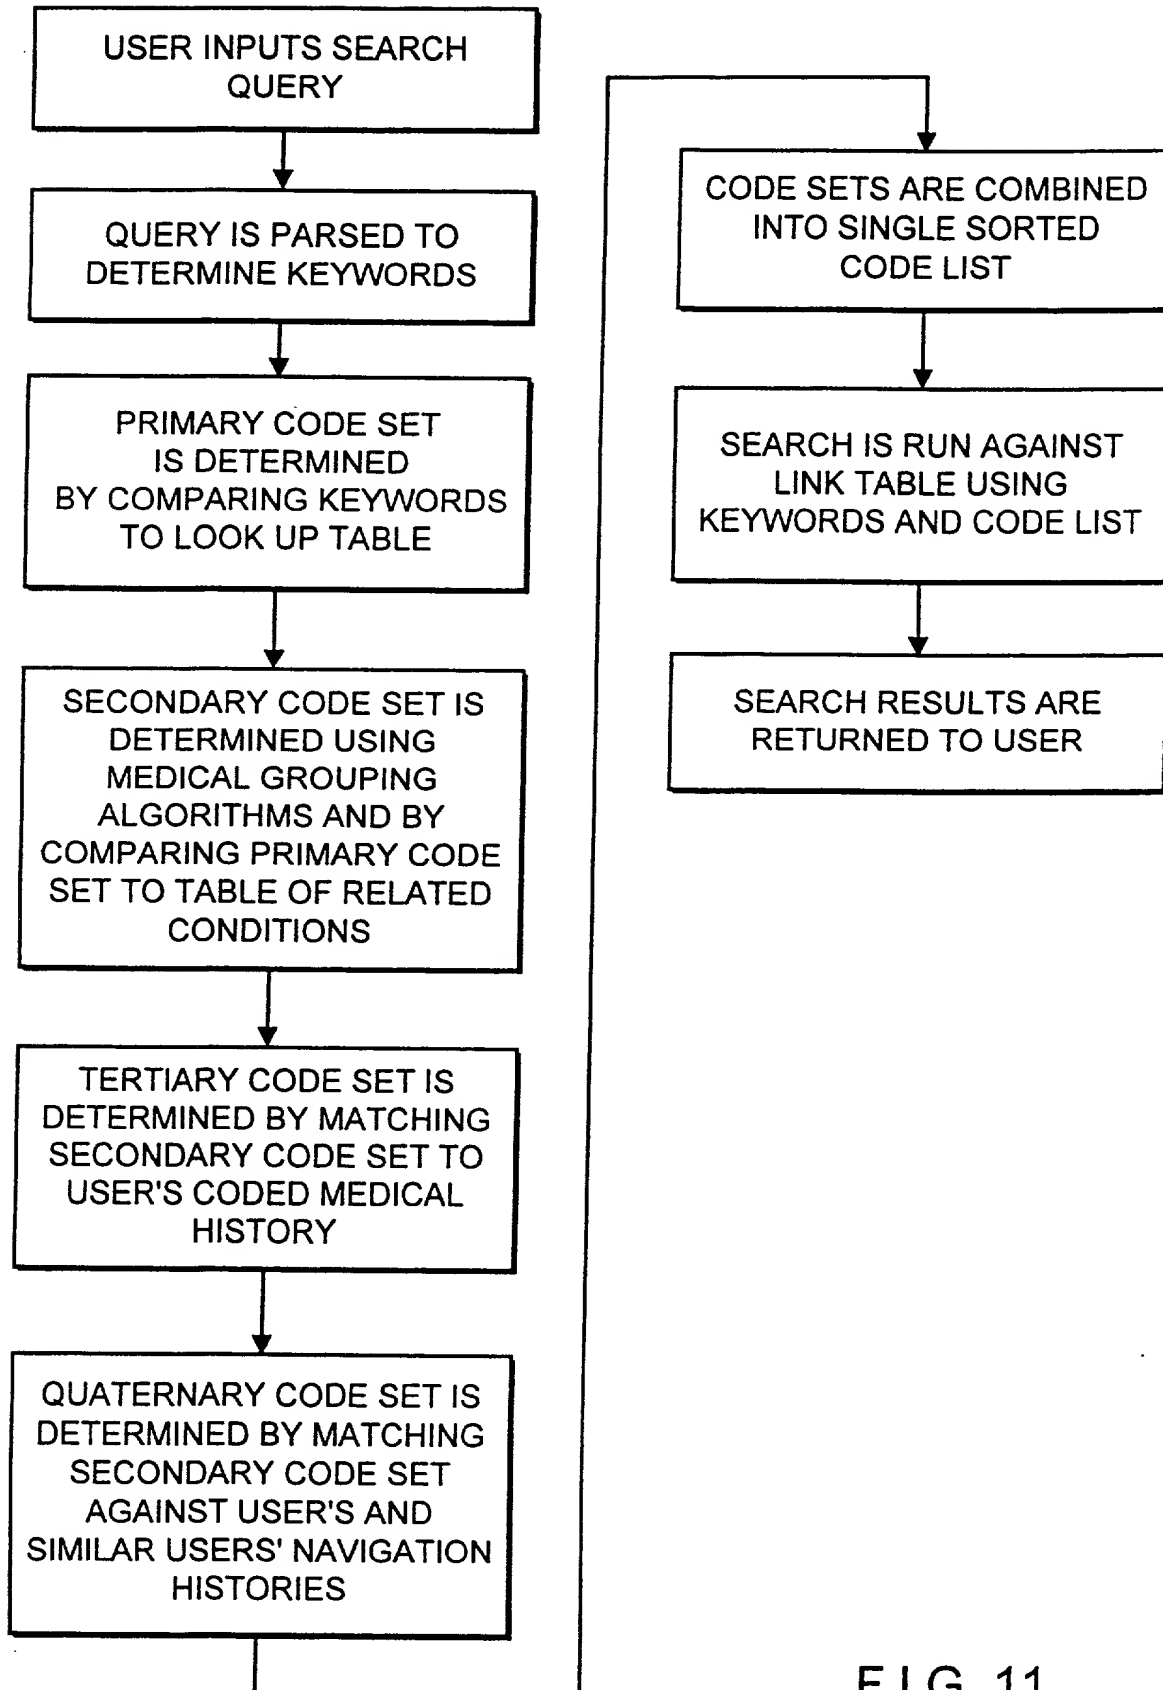 USER INPUTS SEARCH
QUERY
QUERY IS PARSED TO
DETERMINE KEYWORDS
PRIMARY CODE SET
IS DETERMINED
BY COMPARING KEYWORDS
TO LOOK UP TABLE
SECONDARY CODE SET IS
DETERMINED USING
MEDICAL GROUPING
ALGORITHMS AND BY
COMPARING PRIMARY CODE
SET TO TABLE OF RELATED
CONDITIONS
TERTIARY CODE SET IS
DETERMINED BY MATCHING
SECONDARY CODE SET TO
USER'S CODED MEDICAL
HISTORY
QUATERNARY CODE SET IS
DETERMINED BY MATCHING
SECONDARY CODE SET
AGAINST USER'S AND
SIMILAR USERS' NAVIGATION
HISTORIES
CODE SETS ARE COMBINED
INTO SINGLE SORTED
CODE LIST
SEARCH IS RUN AGAINST
LINK TABLE USING
KEYWORDS AND CODE LIST
SEARCH RESULTS ARE
RETURNED TO USER
FIG. 11